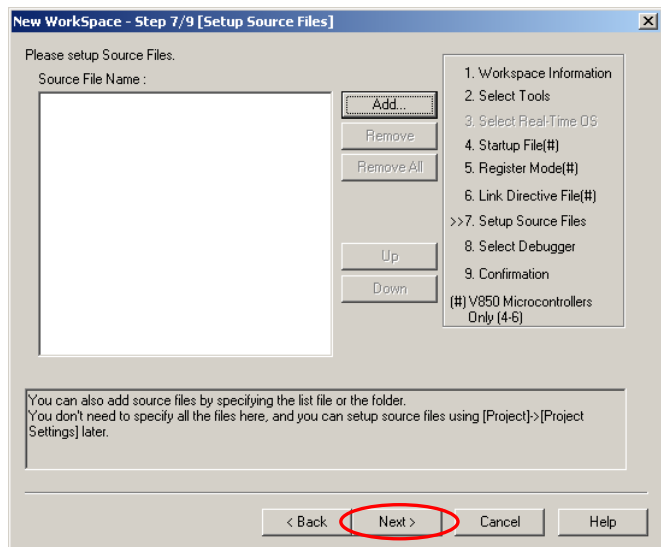 New WorkSpace - Step 7/9 [Setup Source Files]
Please setup Source Files.
Source File Name :
Add...
Remove
Remove All
Up
Down
1. Workspace Information
2. Select Tools
3. Select Real-Time OS
4. Startup File(#)
5. Register Mode(#)
6. Link Directive File(#)
>>7. Setup Source Files
8. Select Debugger
9. Confirmation
(#) V850 Microcontrollers
Only (4-6)
You can also add source files by specifying the list file or the folder.
You don't need to specify all the files here, and you can setup source files using [Project]->[Project
Settings] later.
< Back
Next >
Cancel
Help